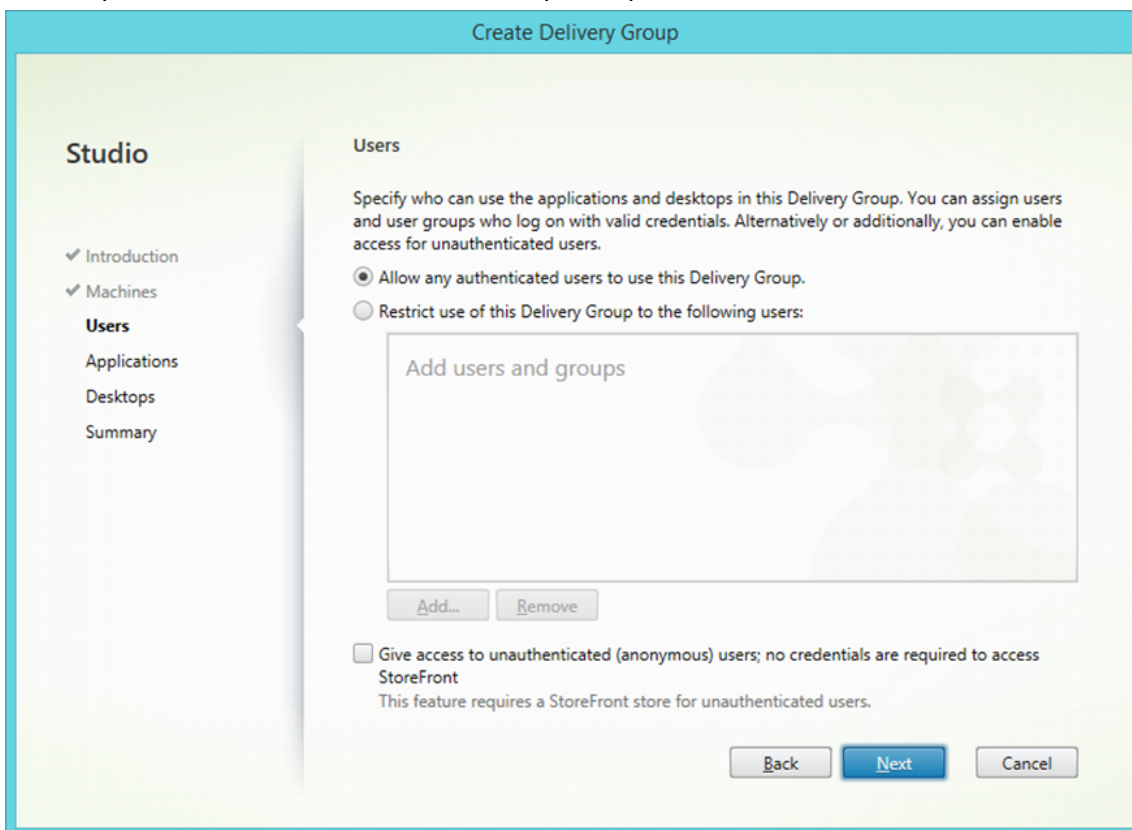 Create Delivery Group
Studio
Introduction
Machines
Users
Applications
Desktops
Summary
Users
Specify who can use the applications and desktops in this Delivery Group. You can assign users
and user groups who log on with valid credentials. Alternatively or additionally, you can enable
access for unauthenticated users.
Allow any authenticated users to use this Delivery Group.
Restrict use of this Delivery Group to the following users:
Add users and groups
Add...
Remove
Give access to unauthenticated (anonymous) users; no credentials are required to access
StoreFront
This feature requires a StoreFront store for unauthenticated users.
Back
Next
Cancel